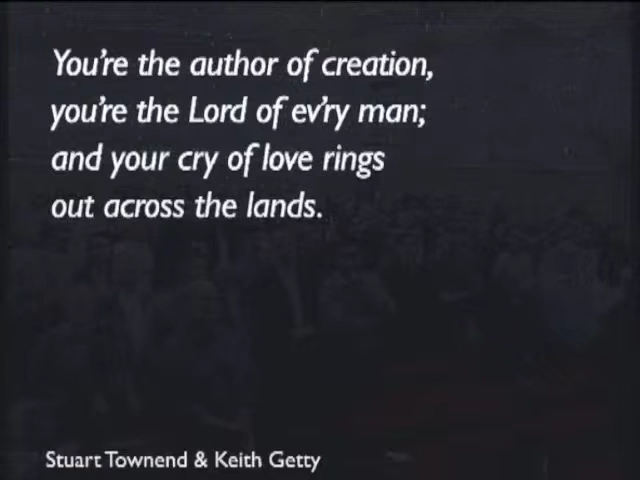 You're the author of creation,
you're the Lord of ev'ry man;
and your cry of love rings
out across the lands.
Stuart Townend & Keith Getty